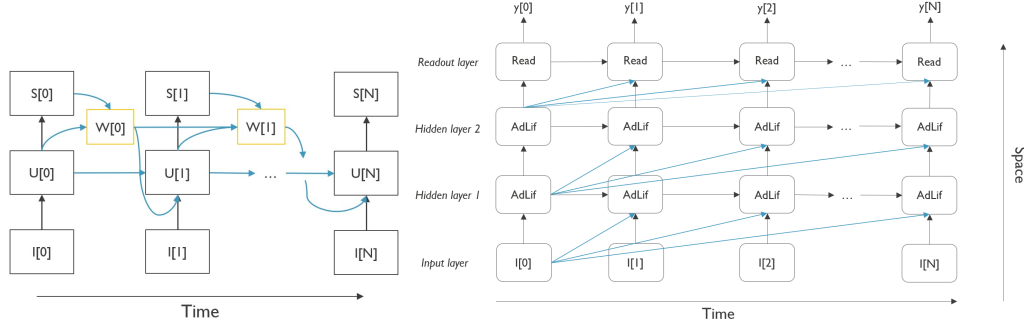 S[0] S[1] S[N]
W[0] W[1]
U[0] U[1] ... U[N]
I[0] I[1] I[N]
Time
y[0] y[1] y[2] y[N]
Readout layer Read Read Read ... Read
Hidden layer 2 AdLif AdLif AdLif ... AdLif
Hidden layer 1 AdLif AdLif AdLif ... AdLif
Input layer I[0] I[1] I[2] I[N]
Time
Space